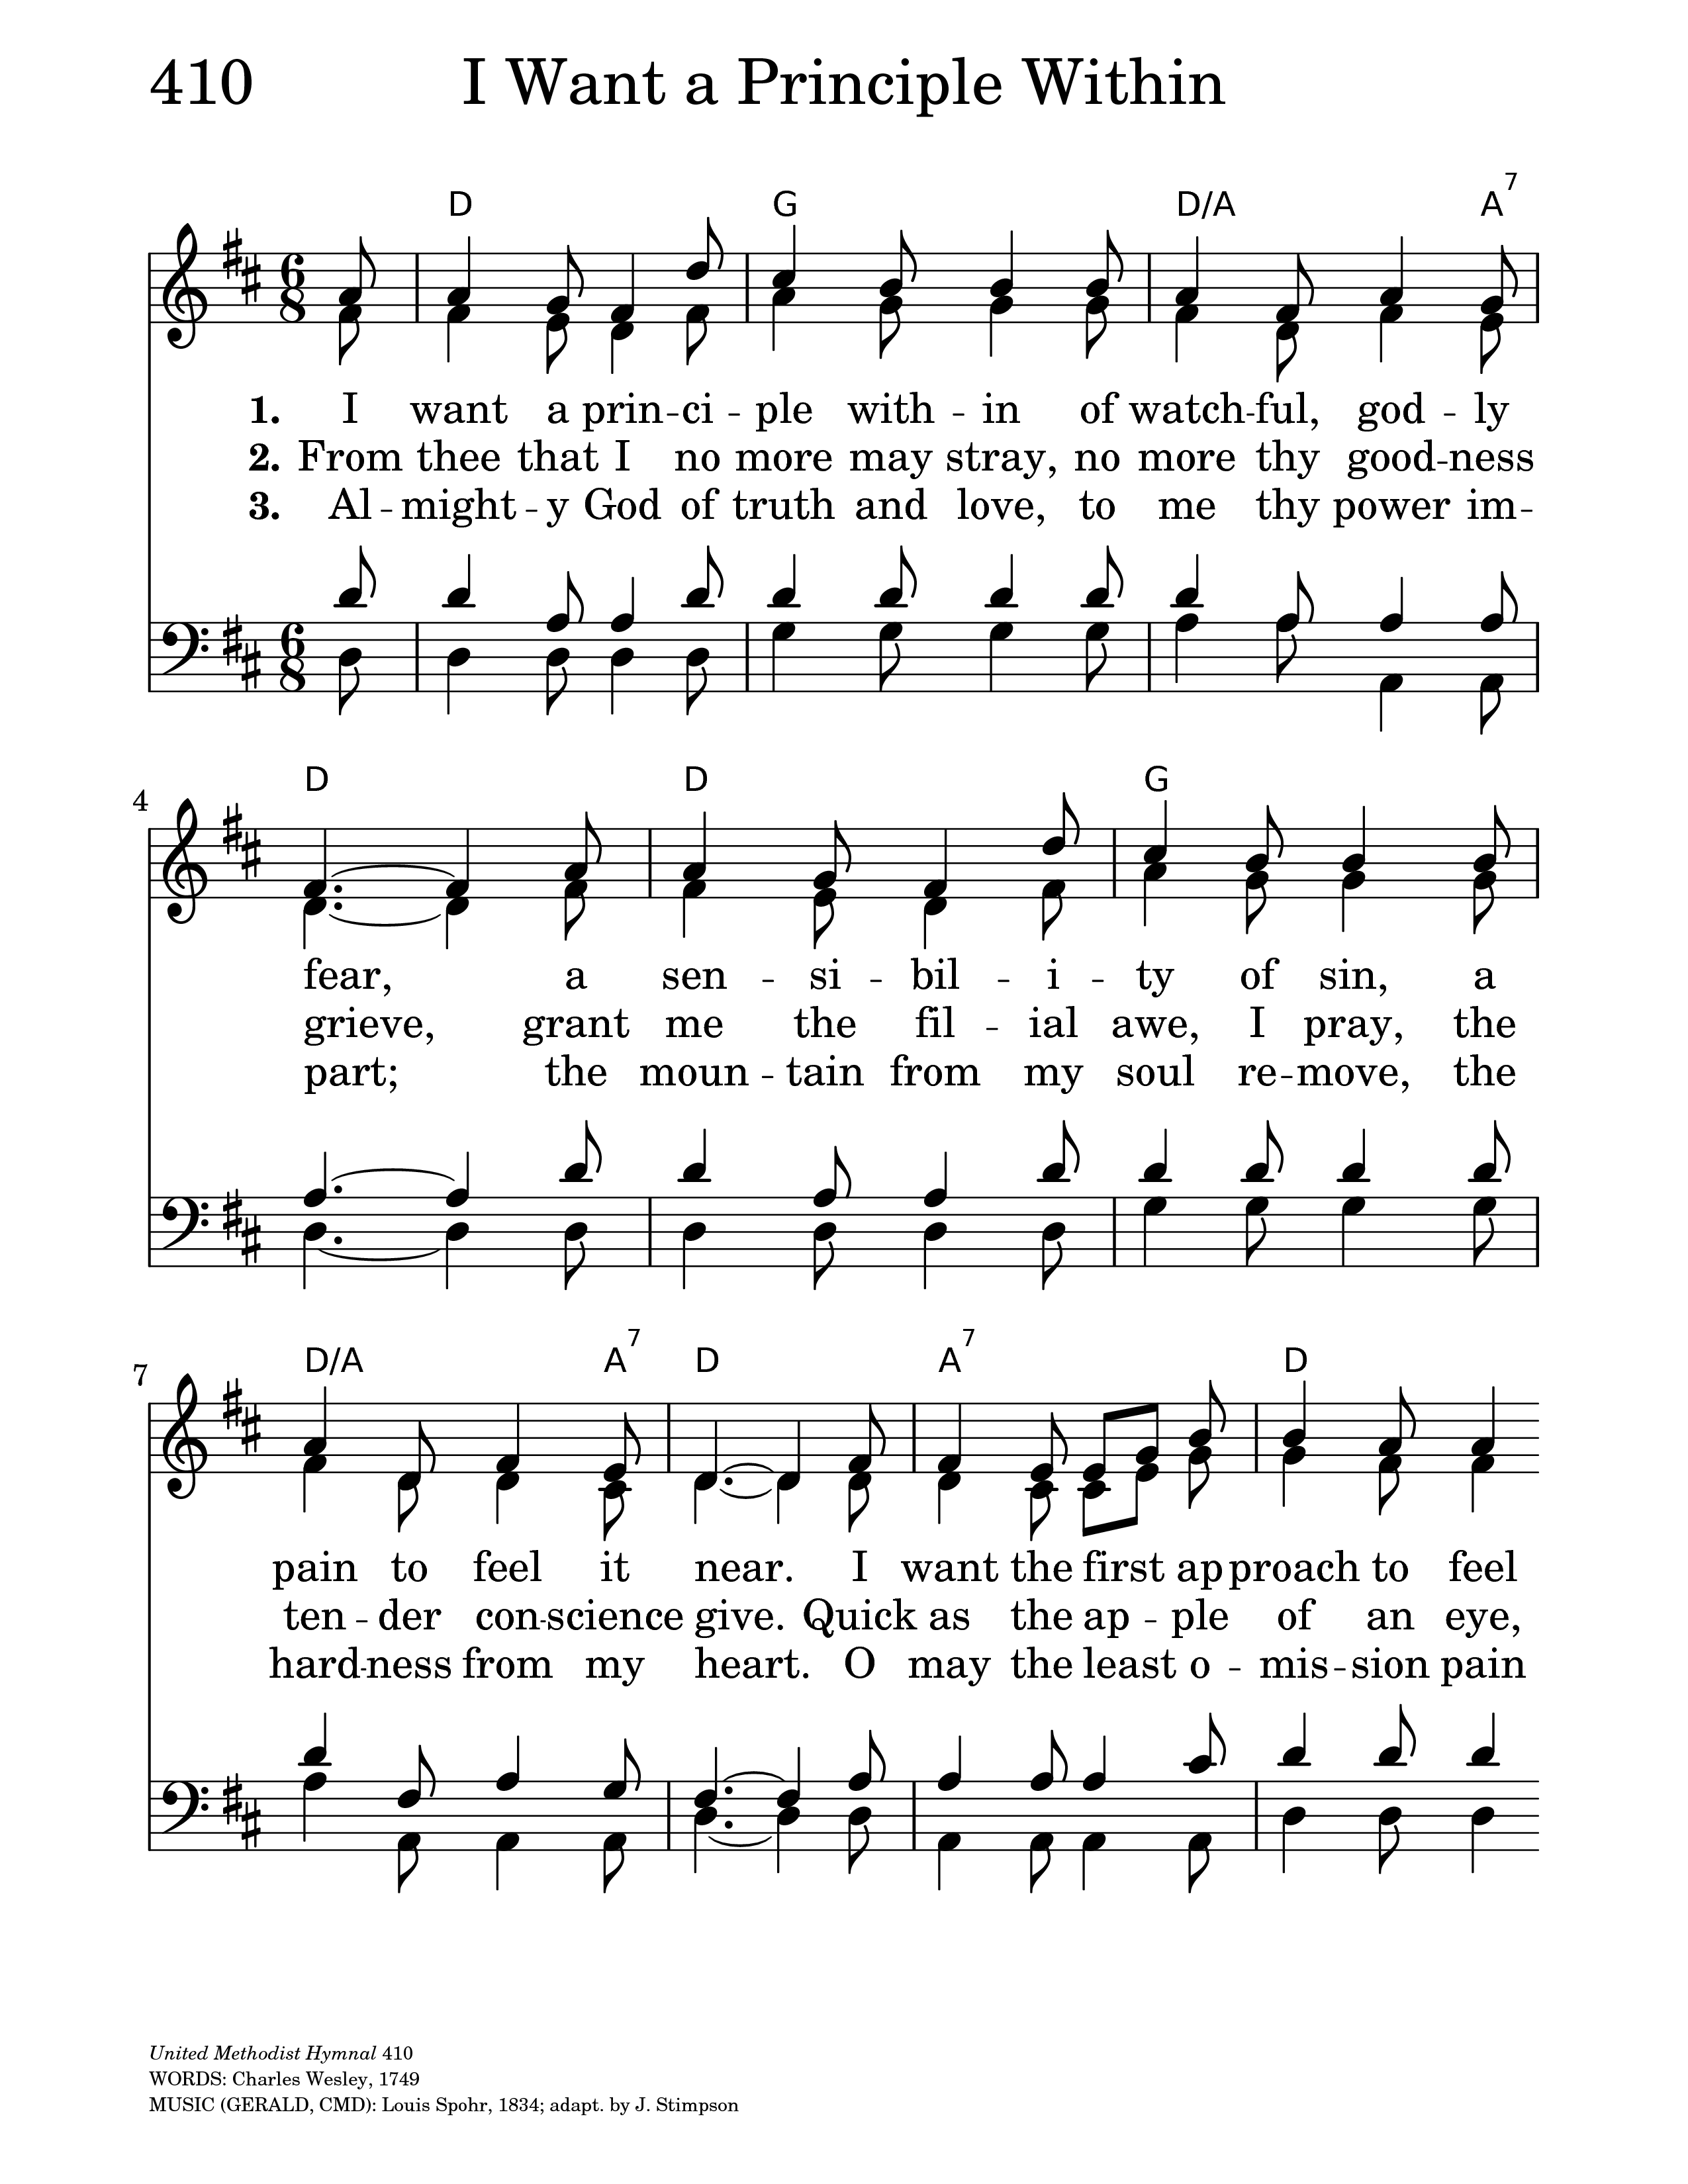 410 I Want a Principle Within
D G D/A A7
6 8
1. I want a prin -- ci -- ple with -- in of watch -- ful, god -- ly
2. From thee that I no more may stray, no more thy good -- ness
3. Al -- might -- y God of truth and love, to me thy power im --
6 8
D D G
4
fear, a sen -- si -- bil -- i -- ty of sin, a
grieve, grant me the fil -- ial awe, I pray, the
part; the moun -- tain from my soul re -- move, the
D/A A7 D A7 D
7
pain to feel it near. I want the first ap proach to feel
ten -- der con -- science give. Quick as the ap -- ple of an eye,
hard -- ness from my heart. O may the least o -- mis -- sion pain
United Methodist Hymnal 410
WORDS: Charles Wesley, 1749
MUSIC (GERALD, CMD): Louis Spohr, 1834; adapt. by J. Stimpson